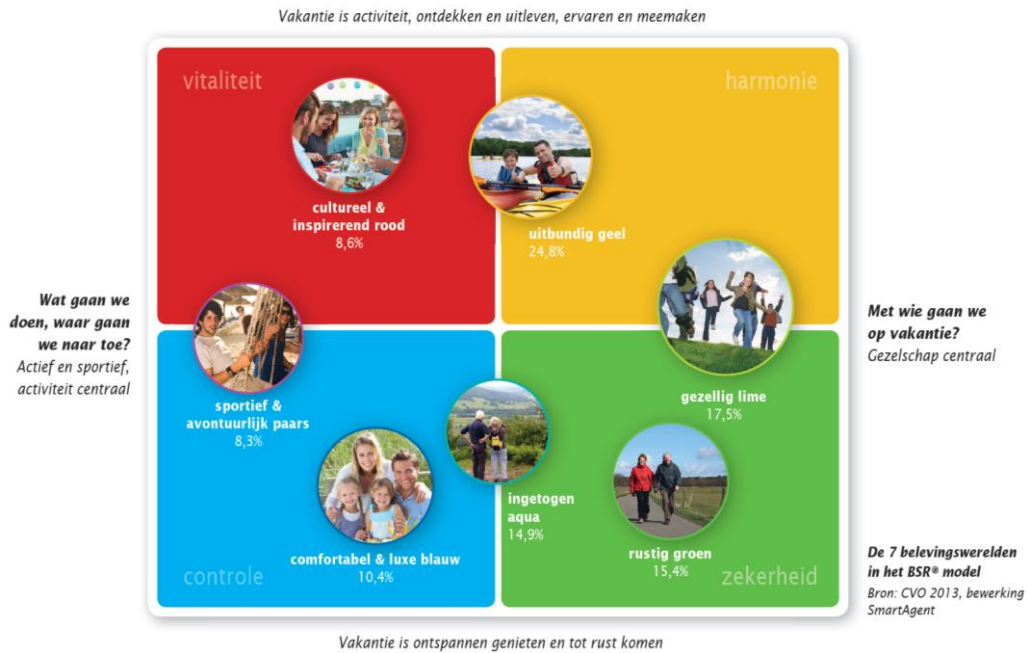 Vakantie is activiteit, ontdekken en uitleven, ervaren en meemaken
vitaliteit
harmonie
cultureel &
inspirerend rood
8,6%
uitbundig geel
24,8%
Wat gaan we
doen, waar gaan
we naar toe?
Actief en sportief,
activiteit centraal
Met wie gaan we
op vakantie?
Gezelschap centraal
sportief &
avontuurlijk paars
8,3%
gezellig lime
17,5%
ingetogen
aqua
14,9%
comfortabel & luxe blauw
10,4%
rustig groen
15,4%
controle
zekerheid
De 7 belevingswerelden
in het BSR® model
Bron: CVO 2013, bewerking
SmartAgent
Vakantie is ontspannen genieten en tot rust komen